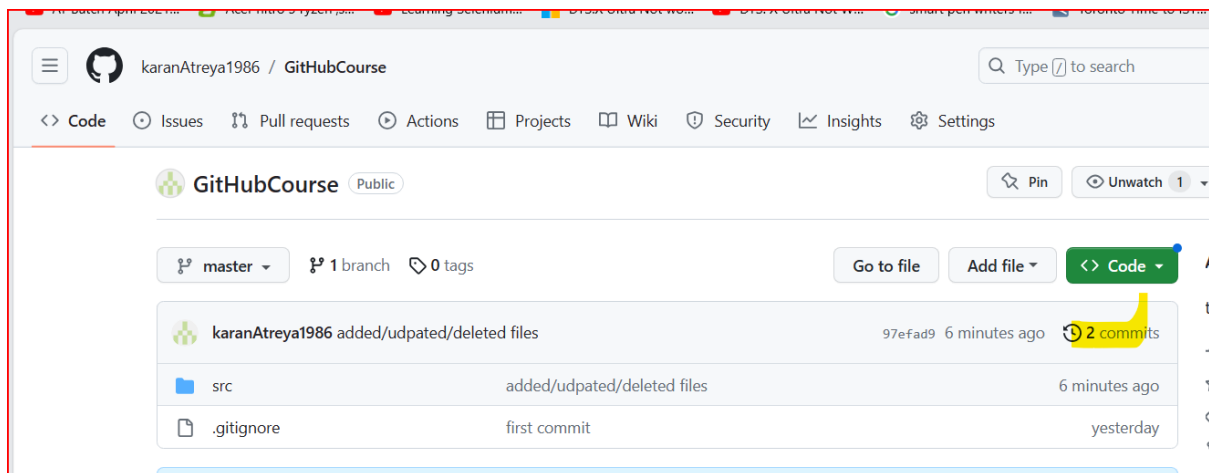 karanAtreya1986 / GitHubCourse
Type / to search
Code Issues Pull requests Actions Projects Wiki Security Insights Settings
GitHubCourse Public
Pin Unwatch 1
master 1 branch 0 tags
Go to file Add file Code
karanAtreya1986 added/udpated/deleted files 97efad9 6 minutes ago 2 commits
src added/udpated/deleted files 6 minutes ago
.gitignore first commit yesterday